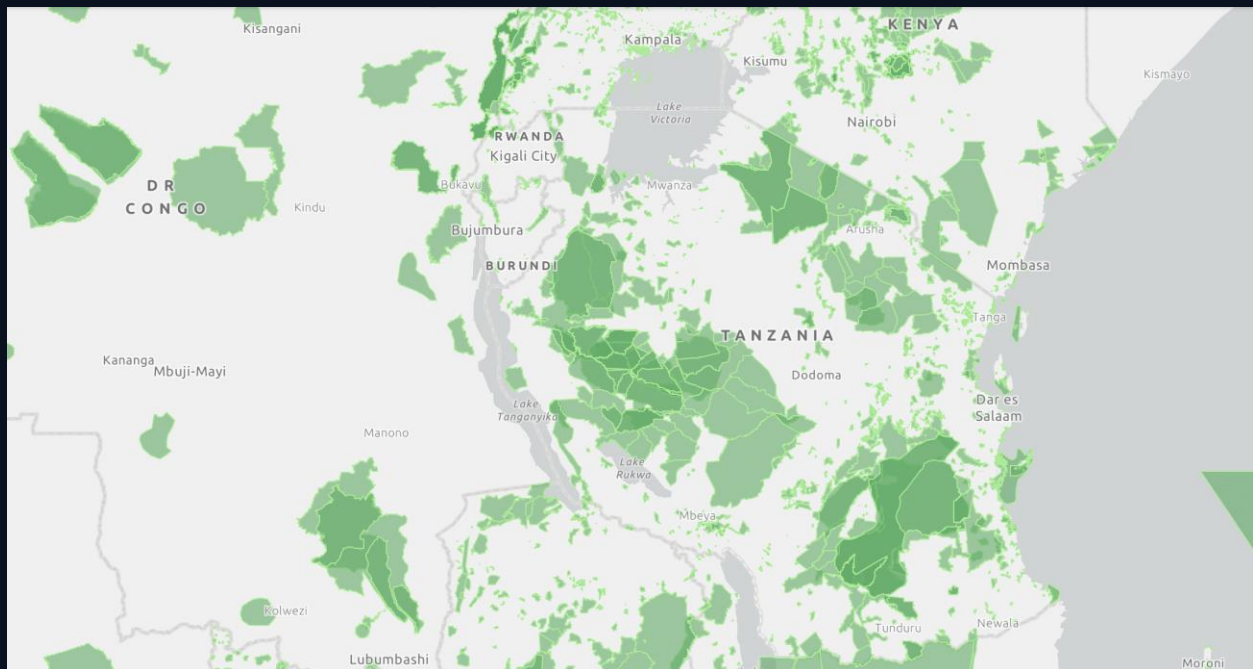 Kisangani
KENYA
Kampala
Kisumu
Kismayo
Lake
Victoria
Nairobi
RWANDA
Kigali City
DR
CONGO
Kindu
Bukavu
Mwanza
Bujumbura
Arusha
BURUNDI
Mombasa
Tanga
TANZANIA
Kananga
Mbuji-Mayi
Dodoma
Dar es
Salaam
Lake
Tanganyika
Manono
Lake
Rukwa
Mbeya
Kolwezi
Tunduru
Newala
Lubumbashi
Moroni